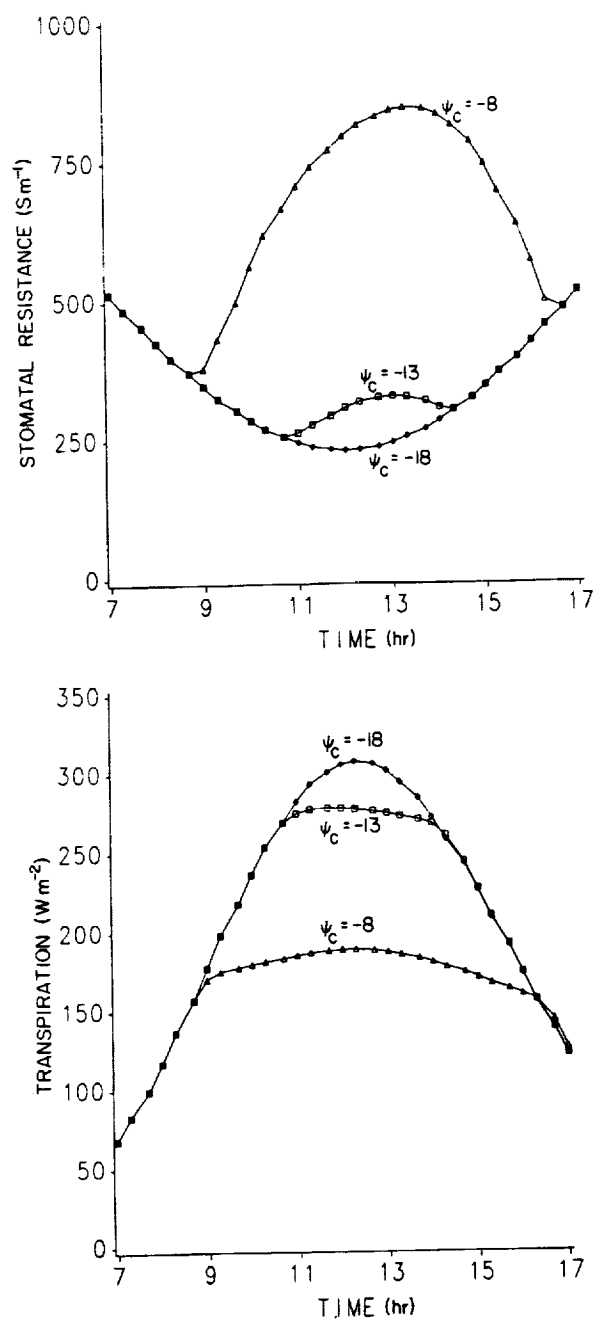 1000
750
500
250
0
STOMATAL RESISTANCE (Sm⁻¹)
ψc = -8
ψc = -13
ψc = -18
7 9 11 13 15 17
TIME (hr)
350
300
250
200
150
100
50
0
TRANSPIRATION (Wm⁻²)
ψc = -18
ψc = -13
ψc = -8
7 9 11 13 15 17
TIME (hr)